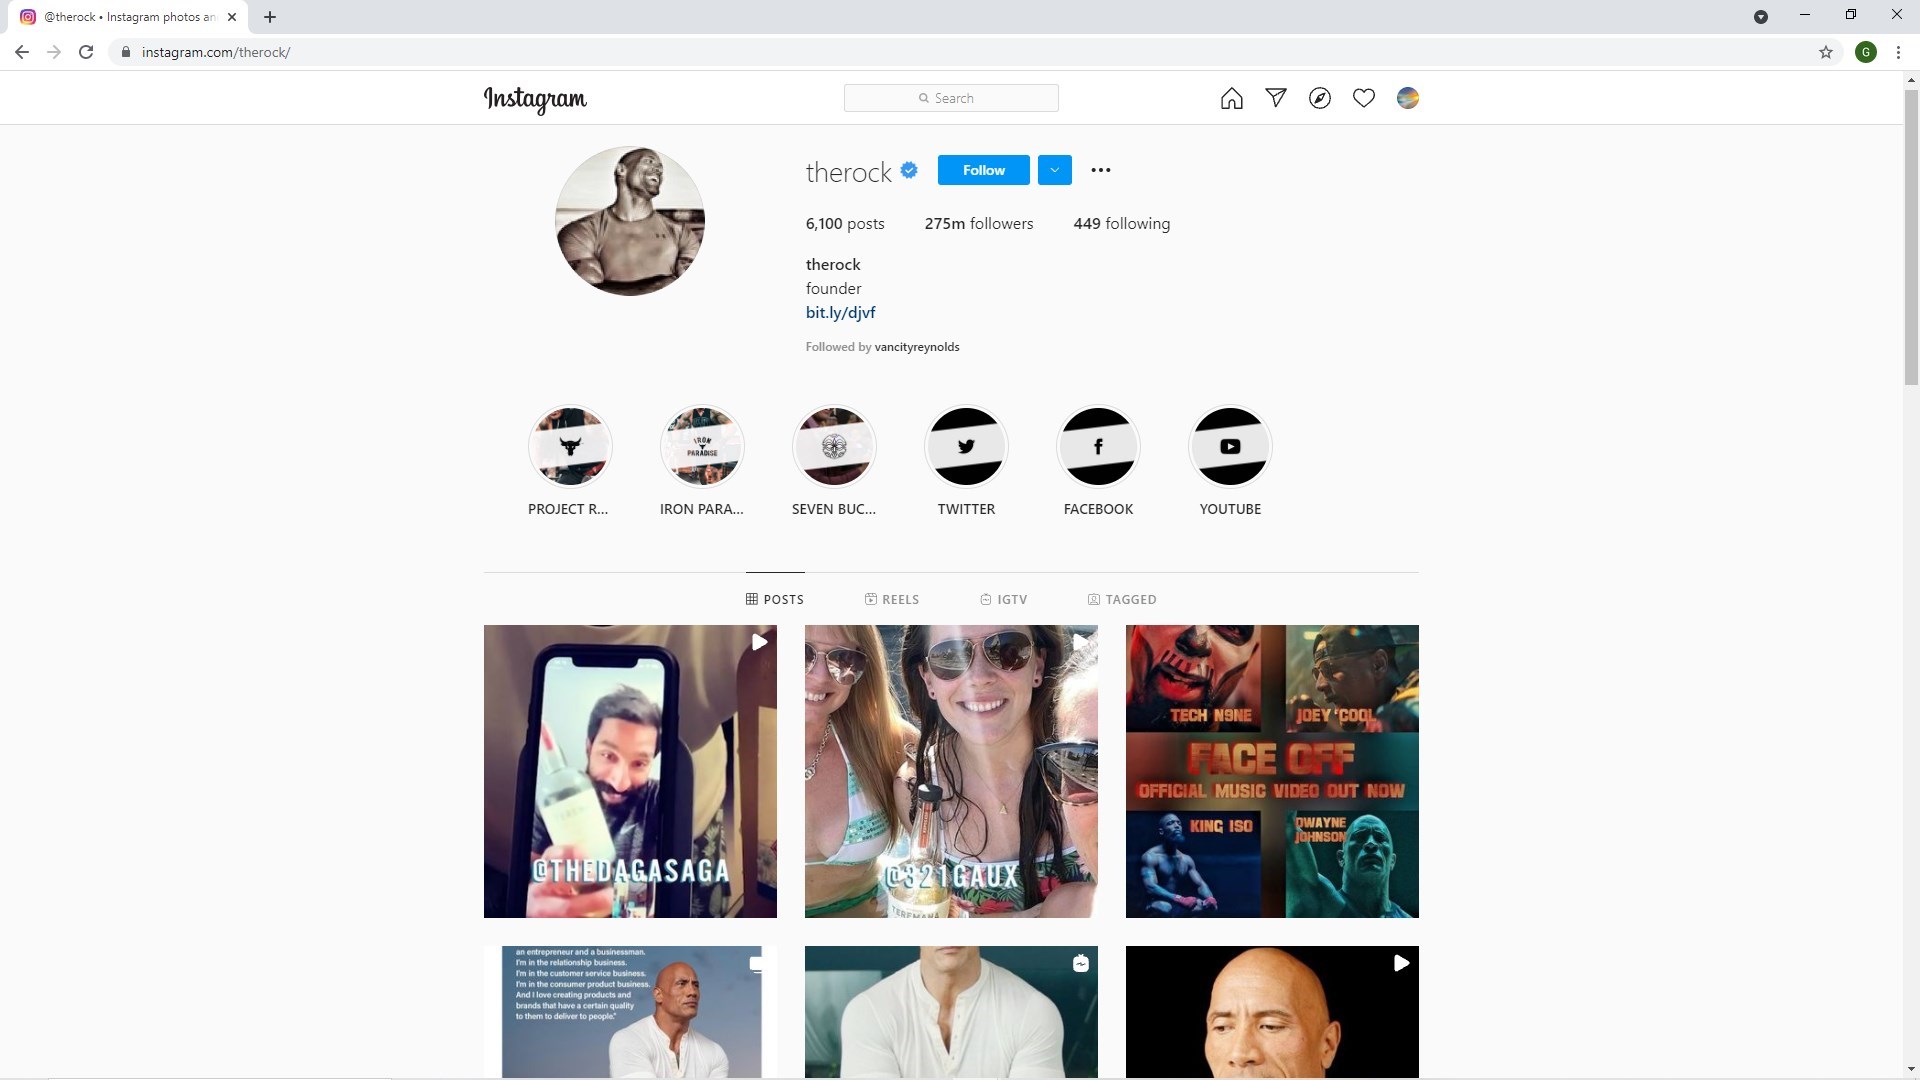 @therock • Instagram photos an
instagram.com/therock/
G
Instagram
Search
therock
Follow
6,100 posts
275m followers
449 following
therock
founder
bit.ly/djvf
Followed by vancityreynolds
IRON
PARADISE
PROJECT R...
IRON PARA...
SEVEN BUC...
TWITTER
FACEBOOK
YOUTUBE
POSTS
REELS
IGTV
TAGGED
@THEDAGASAGA
@321GAUX
TEREMANA
TECH N9NE
JOEY 'COOL
FACE OFF
OFFICIAL MUSIC VIDEO OUT NOW
KING ISO
DWAYNE
JOHNSON
an entrepreneur and a businessman.
I'm in the relationship business.
I'm in the customer service business.
I'm in the consumer product business.
And I love creating products and
brands that have a certain quality
to them to deliver to people."